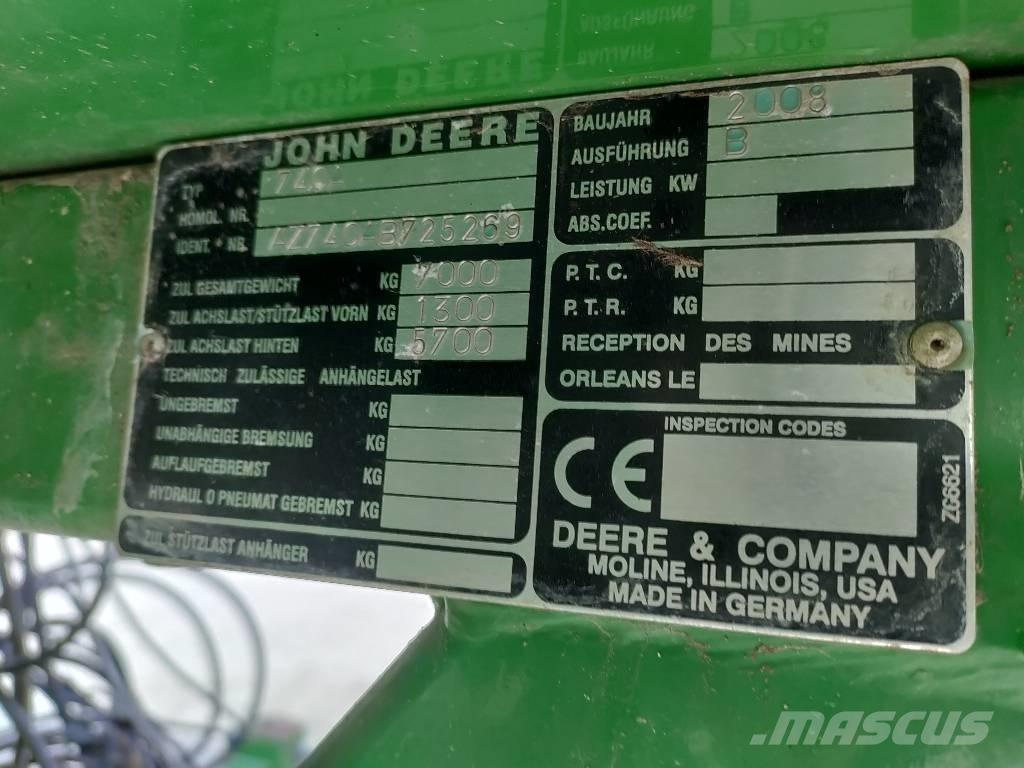 JOHN DEERE
TYP 740
HOMOL. NR.
IDENT. NR.
ZUL GESAMTGEWICHT KG 7000
ZUL ACHSLAST/STÜTZLAST VORN KG 1300
ZUL ACHSLAST HINTEN KG 5700
TECHNISCH ZULÄSSIGE ANHÄNGELAST
UNGEBREMST KG
UNABHÄNGIGE BREMSUNG KG
AUFLAUFGEBREMST KG
HYDRAUL O PNEUMAT GEBREMST KG
ZUL STÜTZLAST ANHÄNGER KG
BAUJAHR 2008
AUSFÜHRUNG B
LEISTUNG KW
ABS.COEF.
P.T.C. KG
P.T.R. KG
RECEPTION DES MINES
ORLEANS LE
INSPECTION CODES
CE
Z66621
DEERE & COMPANY
MOLINE, ILLINOIS, USA
MADE IN GERMANY
MASCUS